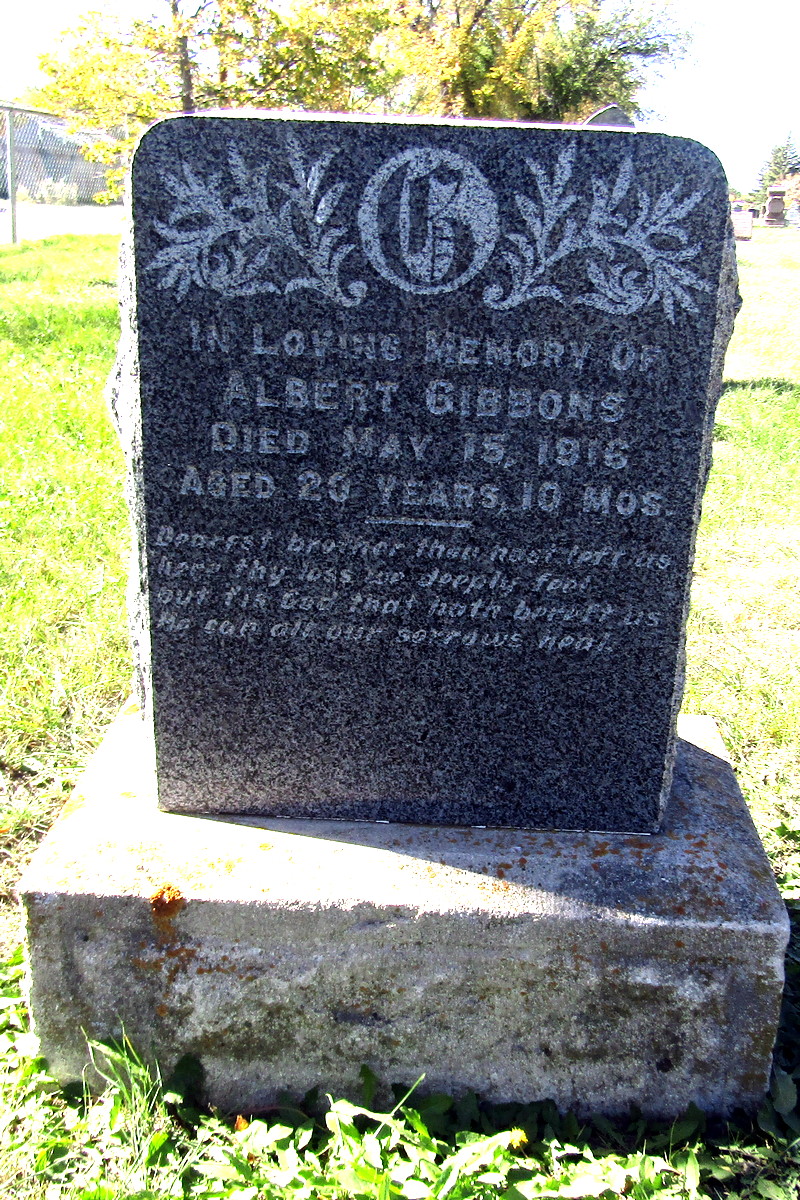 G
IN LOVING MEMORY OF
ALBERT GIBBONS
DIED MAY 15, 1916
AGED 20 YEARS, 10 MOS.
Dearest brother thou hast left us
here thy loss we deeply feel
but tis God that hath bereft us
He can all our sorrows heal.